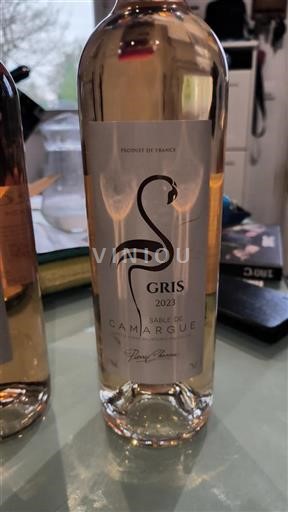 PRODUIT DE FRANCE
VINIOU
GRIS
2023
SABLE DE
CAMARGUE